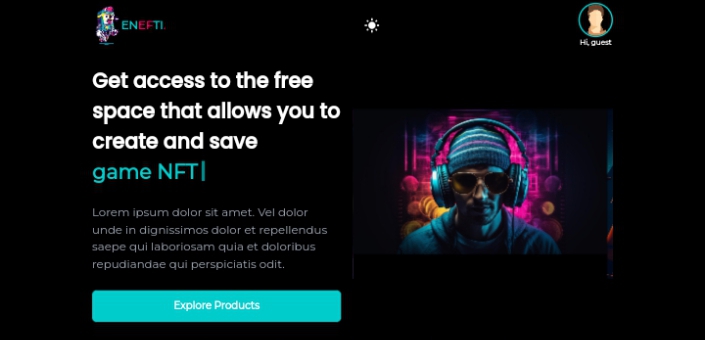 ENEFTI.
Hi, guest
Get access to the free
space that allows you to
create and save
game NFT|
Lorem ipsum dolor sit amet. Vel dolor
unde in dignissimos dolor et repellendus
saepe qui laboriosam quia et doloribus
repudiandae qui perspiciatis odit.
Explore Products